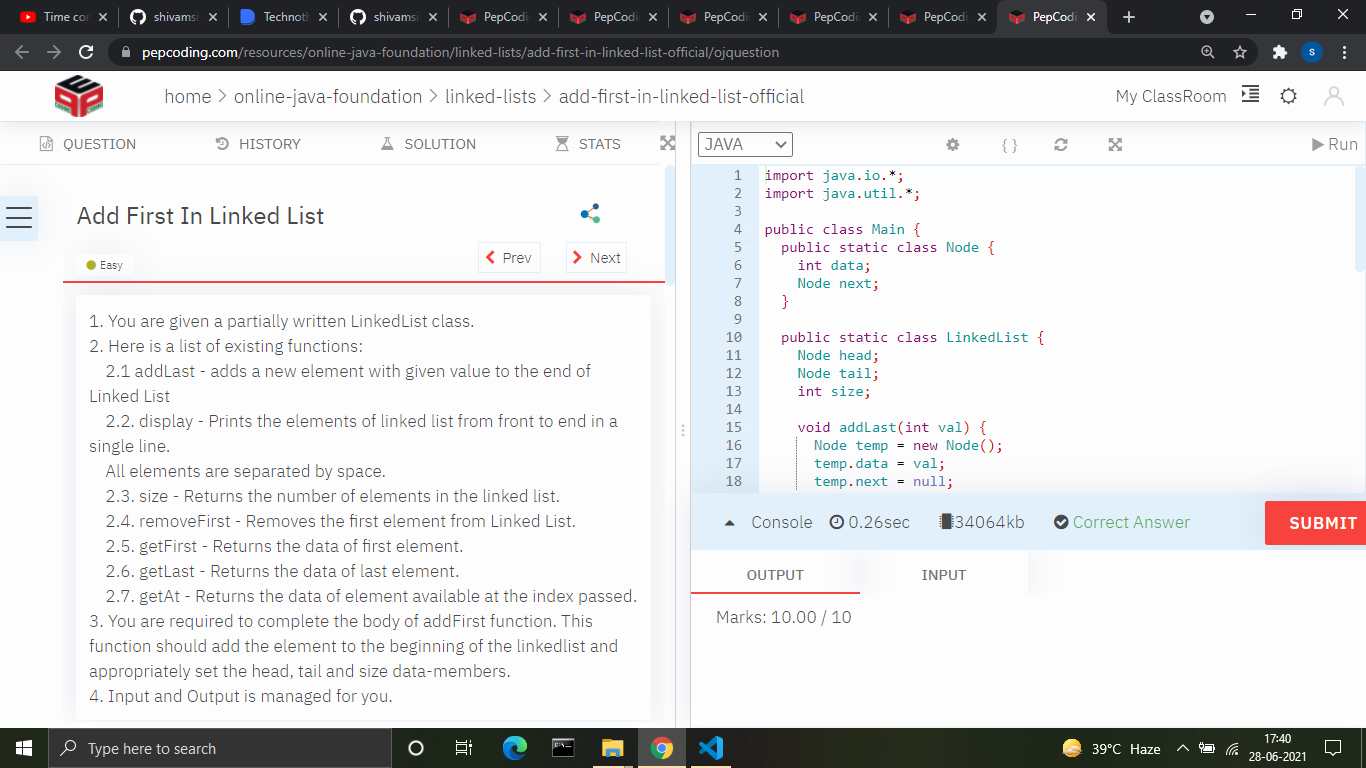 Time cor
shivamsi
Technoth
shivamsi
PepCodi
PepCodi
PepCodi
PepCodi
PepCodi
PepCodi
pepcoding.com/resources/online-java-foundation/linked-lists/add-first-in-linked-list-official/ojquestion
S
PEP
home > online-java-foundation > linked-lists > add-first-in-linked-list-official
My ClassRoom
QUESTION HISTORY SOLUTION STATS
Add First In Linked List
Easy
Prev Next
1. You are given a partially written LinkedList class.
2. Here is a list of existing functions:
2.1 addLast - adds a new element with given value to the end of
Linked List
2.2. display - Prints the elements of linked list from front to end in a
single line.
All elements are separated by space.
2.3. size - Returns the number of elements in the linked list.
2.4. removeFirst - Removes the first element from Linked List.
2.5. getFirst - Returns the data of first element.
2.6. getLast - Returns the data of last element.
2.7. getAt - Returns the data of element available at the index passed.
3. You are required to complete the body of addFirst function. This
function should add the element to the beginning of the linkedlist and
appropriately set the head, tail and size data-members.
4. Input and Output is managed for you.
JAVA { } Run
1 import java.io.*;
2 import java.util.*;
3
4 public class Main {
5 public static class Node {
6 int data;
7 Node next;
8 }
9
10 public static class LinkedList {
11 Node head;
12 Node tail;
13 int size;
14
15 void addLast(int val) {
16 Node temp = new Node();
17 temp.data = val;
18 temp.next = null;
Console 0.26sec 34064kb Correct Answer SUBMIT
OUTPUT INPUT
Marks: 10.00 / 10
Type here to search
39°C Haze
17:40
28-06-2021